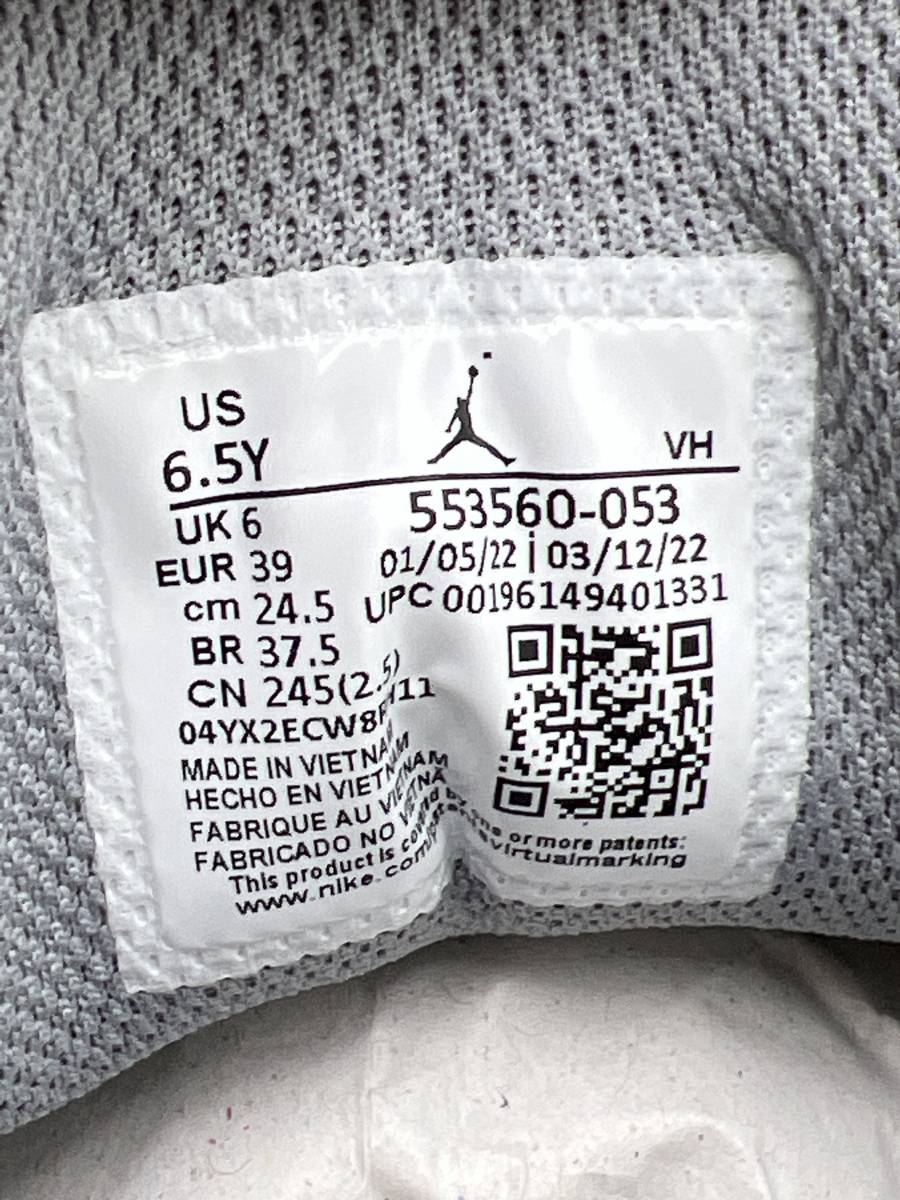 US
6.5Y
VH
UK 6
553560-053
EUR 39
01/05/22 | 03/12/22
cm 24.5
UPC 00196149401331
BR 37.5
CN 245(2.5)
04YX2ECW8
MADE IN VIETNAM
HECHO EN VIETNAM
FABRIQUE AU VIETNAM
FABRICADO NO VIETNA
This product is by one or more patents:
www.nike.com